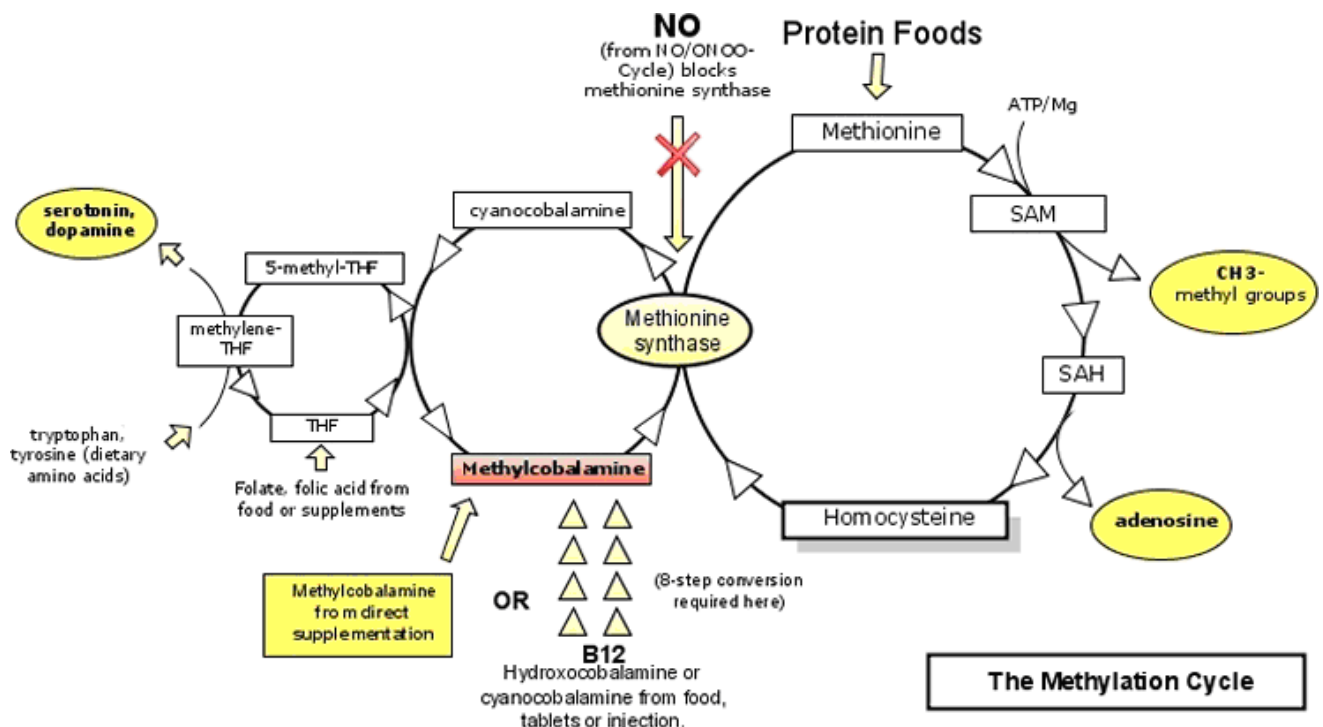 NO
(from NO/ONOO-
Cycle) blocks
methionine synthase
Protein Foods
ATP/Mg
Methionine
SAM
CH3-
methyl groups
SAH
adenosine
Homocysteine
Methionine
synthase
cyanocobalamine
serotonin,
dopamine
5-methyl-THF
methylene-
THF
THF
tryptophan,
tyrosine (dietary
amino acids)
Folate, folic acid from
food or supplements
Methylcobalamine
Methylcobalamine
from direct
supplementation
OR
(8-step conversion
required here)
B12
Hydroxocobalamine or
cyanocobalamine from food,
tablets or injection.
The Methylation Cycle